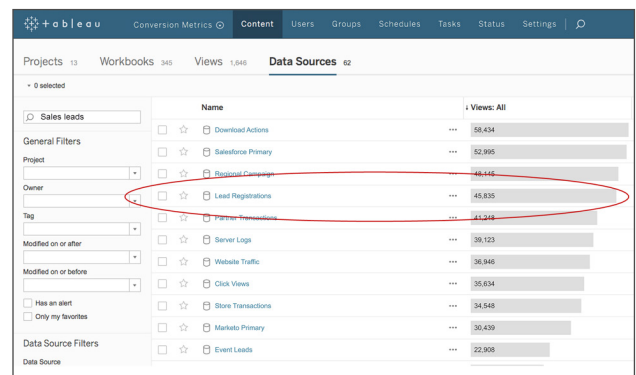 + a b l e a u Conversion Metrics Content Users Groups Schedules Tasks Status Settings
Projects 13 Workbooks 345 Views 1,646 Data Sources 62
0 selected
Name Views: All
Sales leads
Download Actions ... 58,434
General Filters
Salesforce Primary ... 52,995
Project
Regional Campaign ... 48,145
Owner
Lead Registrations ... 45,835
Tag
Partner Transactions ... 41,248
Modified on or after
Server Logs ... 39,123
Modified on or before
Website Traffic ... 36,946
Click Views ... 35,634
Has an alert
Store Transactions ... 34,548
Only my favorites
Marketo Primary ... 30,439
Data Source Filters
Event Leads ... 22,908
Data Source